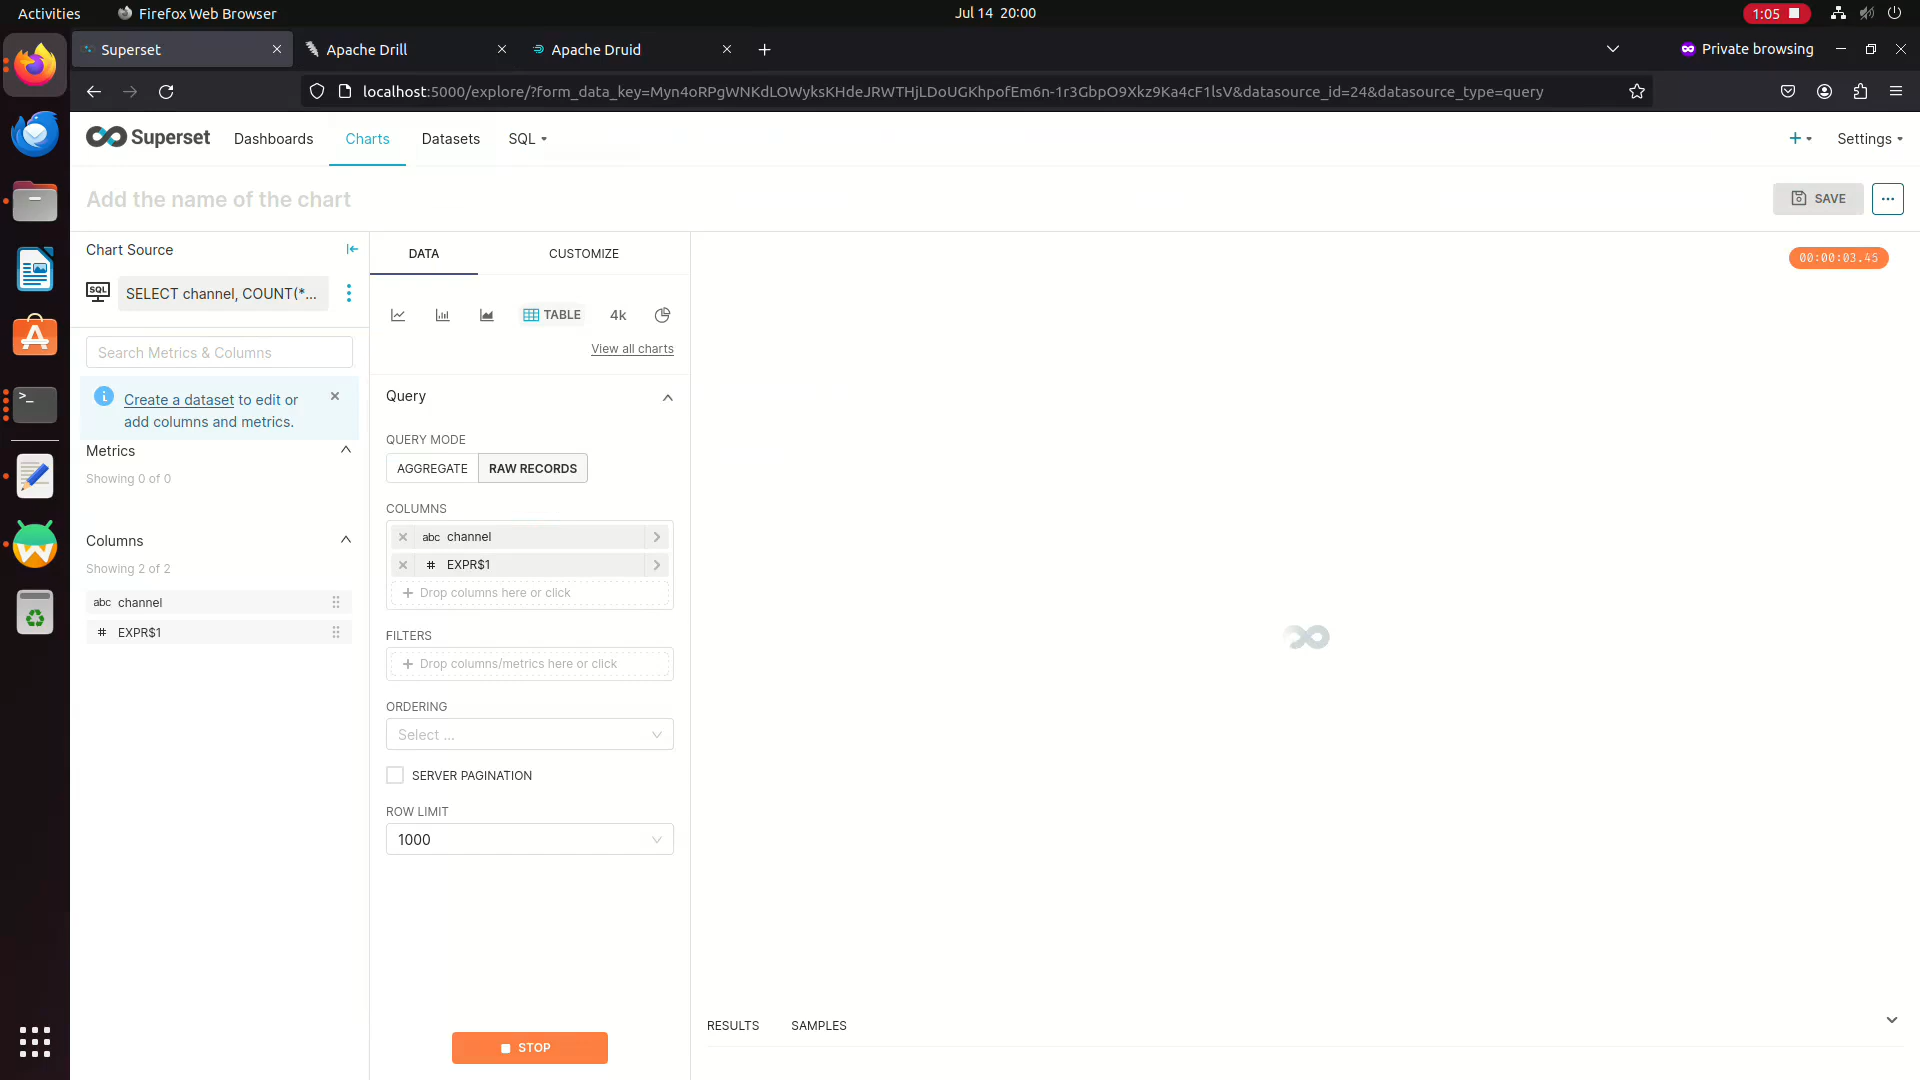 Activities
Firefox Web Browser
Jul 14 20:00
1:05
Superset
Apache Drill
Apache Druid
Private browsing
localhost:5000/explore/?form_data_key=Myn4oRPgWNKdLOWyksKHdeJRWTHjLDoUGKhpofEm6n-1r3GbpO9Xkz9Ka4cF1lsV&datasource_id=24&datasource_type=query
Superset
Dashboards
Charts
Datasets
SQL
+
Settings
Add the name of the chart
SAVE
Chart Source
SQL
SELECT channel, COUNT(*...
Search Metrics & Columns
Create a dataset to edit or
add columns and metrics.
Metrics
Showing 0 of 0
Columns
Showing 2 of 2
abc channel
# EXPR$1
DATA
CUSTOMIZE
TABLE
4k
View all charts
Query
QUERY MODE
AGGREGATE
RAW RECORDS
COLUMNS
abc channel
# EXPR$1
+ Drop columns here or click
FILTERS
+ Drop columns/metrics here or click
ORDERING
Select ...
SERVER PAGINATION
ROW LIMIT
1000
STOP
00:00:03.45
RESULTS
SAMPLES